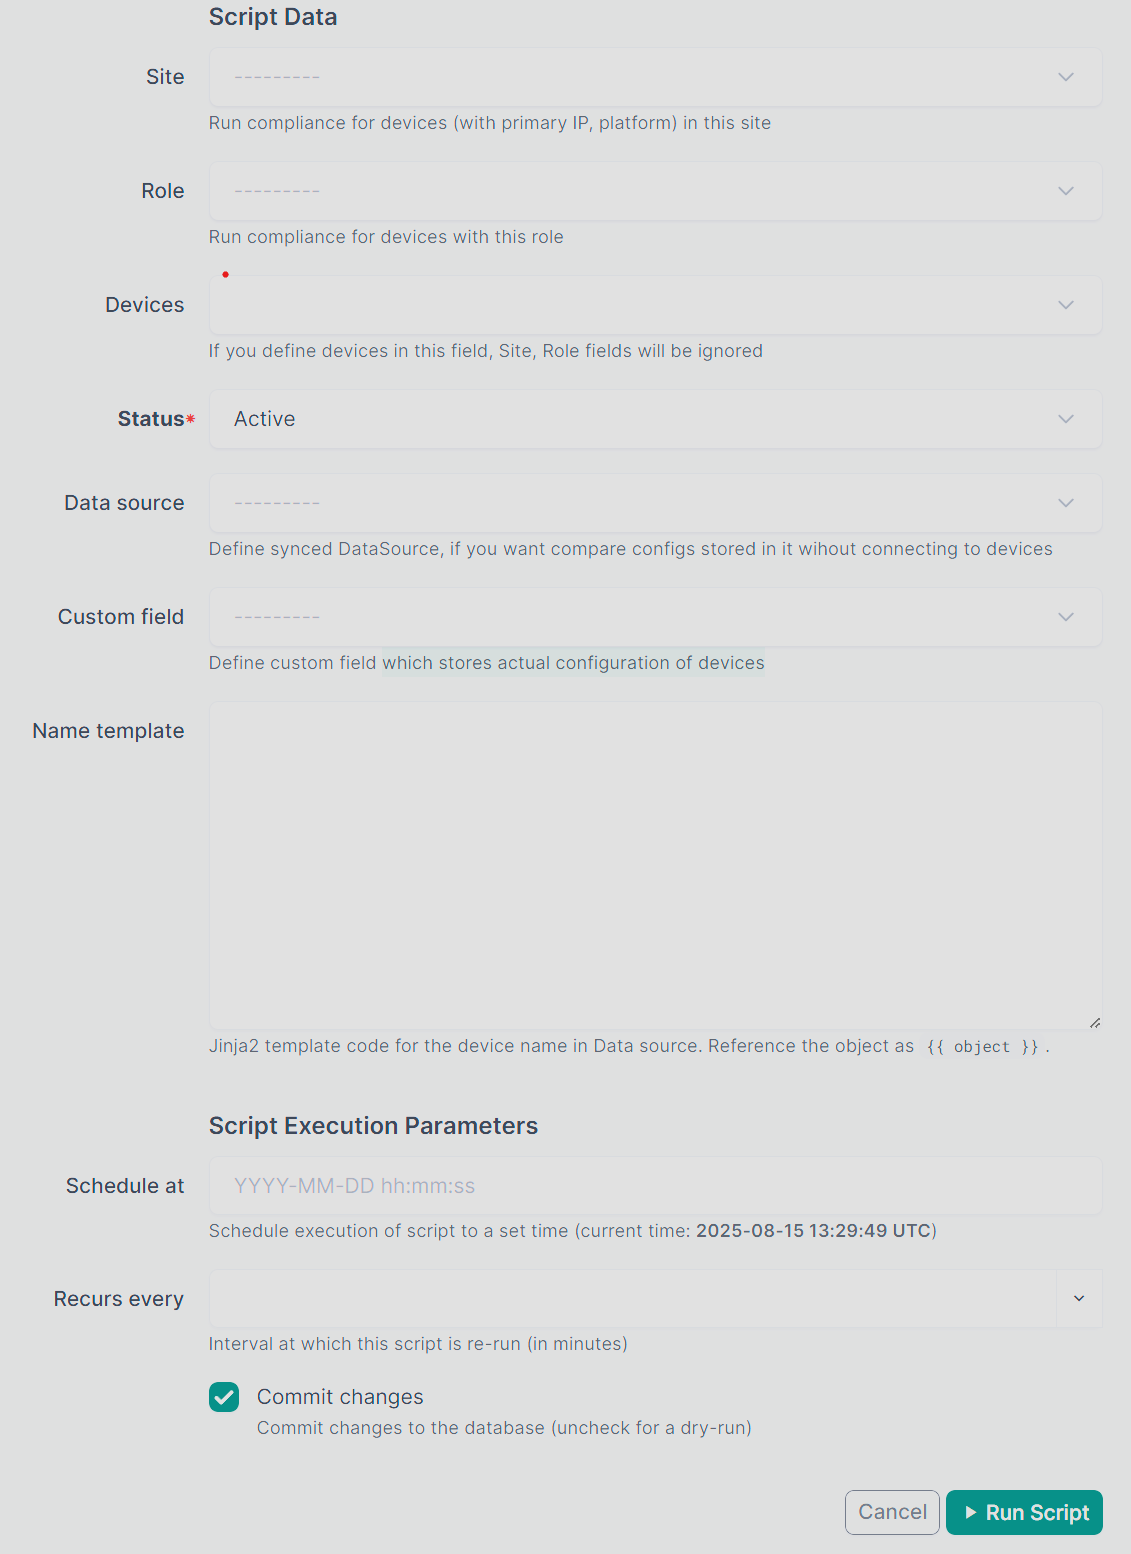 Script Data
Site
---------
Run compliance for devices (with primary IP, platform) in this site
Role
---------
Run compliance for devices with this role
Devices
If you define devices in this field, Site, Role fields will be ignored
Status*
Active
Data source
---------
Define synced DataSource, if you want compare configs stored in it wihout connecting to devices
Custom field
---------
Define custom field which stores actual configuration of devices
Name template
Jinja2 template code for the device name in Data source. Reference the object as {{ object }}.
Script Execution Parameters
Schedule at
YYYY-MM-DD hh:mm:ss
Schedule execution of script to a set time (current time: 2025-08-15 13:29:49 UTC)
Recurs every
Interval at which this script is re-run (in minutes)
Commit changes
Commit changes to the database (uncheck for a dry-run)
Cancel
Run Script